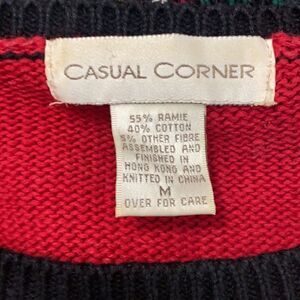 CASUAL CORNER
55% RAMIE
40% COTTON
5% OTHER FIBRE
ASSEMBLED AND
FINISHED IN
HONG KONG AND
KNITTED IN CHINA
M
OVER FOR CARE